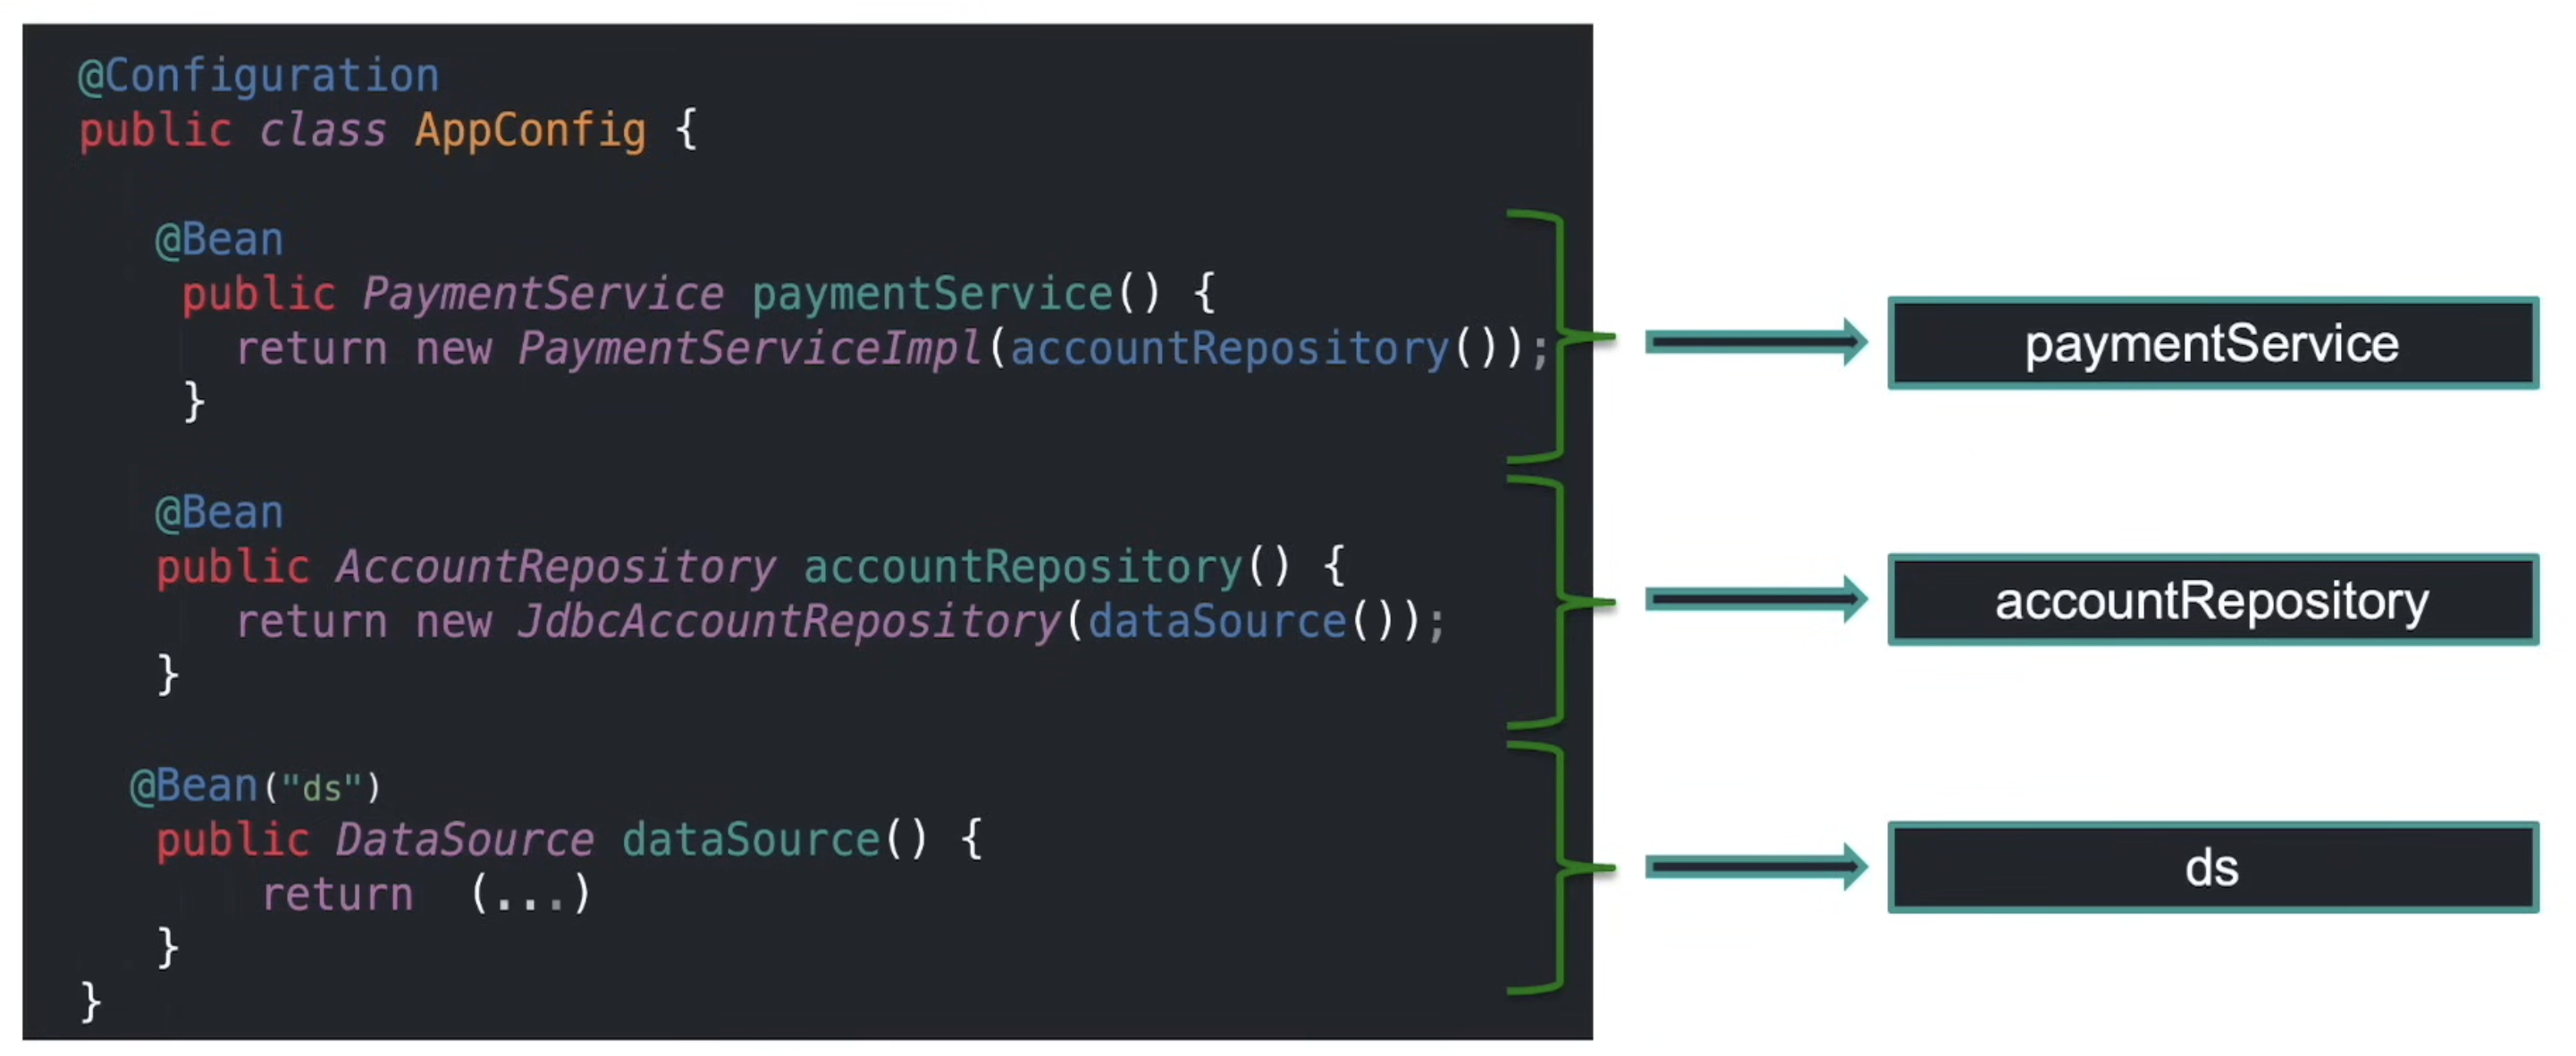 @Configuration
public class AppConfig {
@Bean
public PaymentService paymentService() {
return new PaymentServiceImpl(accountRepository());
}
@Bean
public AccountRepository accountRepository() {
return new JdbcAccountRepository(dataSource());
}
@Bean("ds")
public DataSource dataSource() {
return (...)
}
}
paymentService
accountRepository
ds